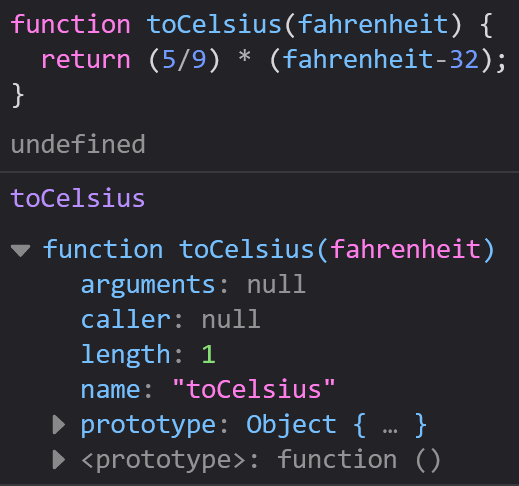 function toCelsius(fahrenheit) {
  return (5/9) * (fahrenheit-32);
}
undefined
toCelsius
function toCelsius(fahrenheit)
arguments: null
caller: null
length: 1
name: "toCelsius"
prototype: Object { … }
<prototype>: function ()